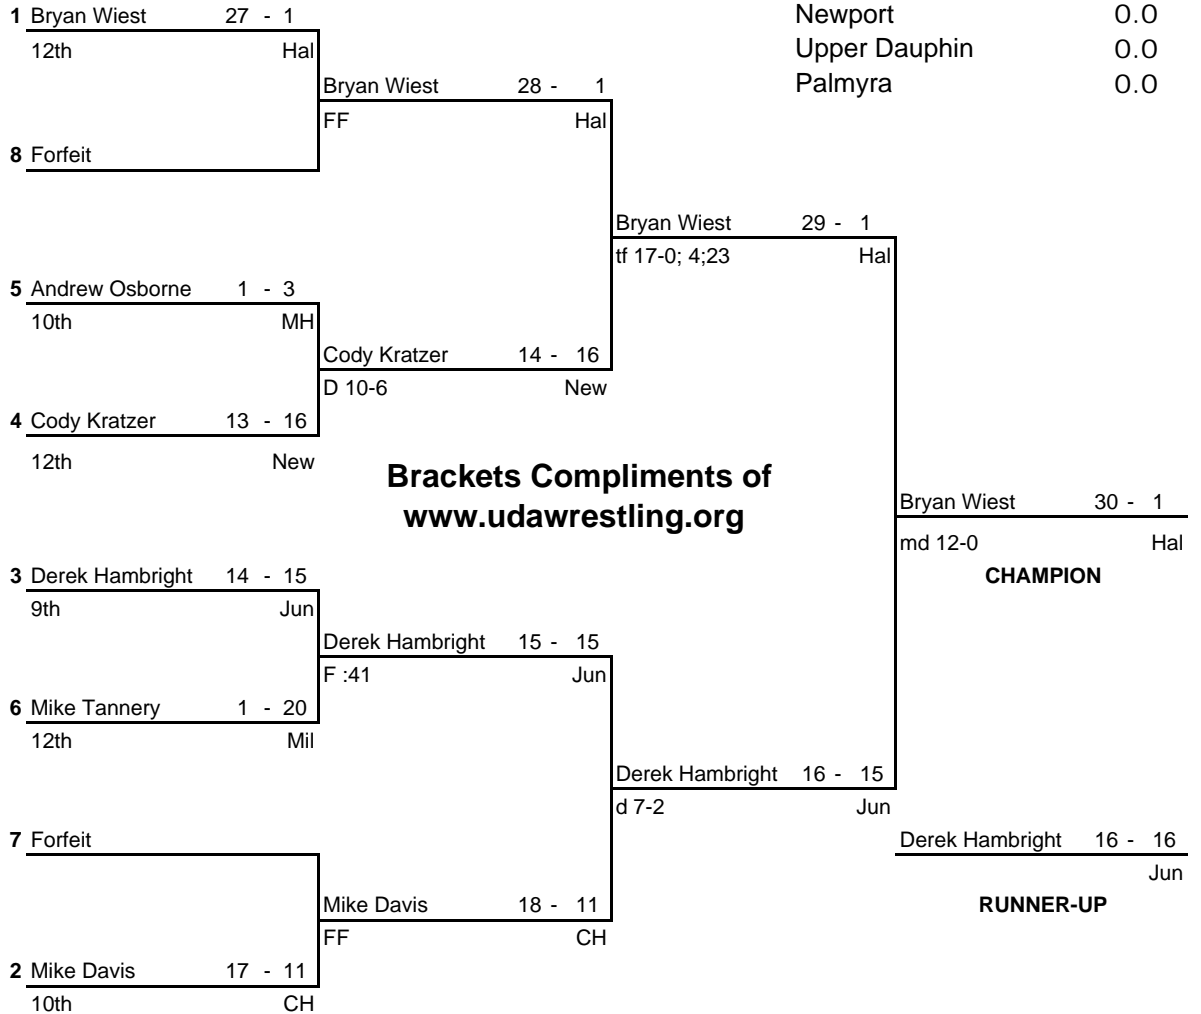 1 Bryan Wiest 27 - 1
Newport 0.0
12th Hal
Upper Dauphin 0.0
Bryan Wiest 28 - 1
Palmyra 0.0
FF Hal
8 Forfeit
Bryan Wiest 29 - 1
tf 17-0; 4;23 Hal
5 Andrew Osborne 1 - 3
10th MH
Cody Kratzer 14 - 16
D 10-6 New
4 Cody Kratzer 13 - 16
12th New
Brackets Compliments of
www.udawrestling.org
Bryan Wiest 30 - 1
md 12-0 Hal
CHAMPION
3 Derek Hambright 14 - 15
9th Jun
Derek Hambright 15 - 15
F :41 Jun
6 Mike Tannery 1 - 20
12th Mil
Derek Hambright 16 - 15
d 7-2 Jun
7 Forfeit
Derek Hambright 16 - 16
Jun
Mike Davis 18 - 11
RUNNER-UP
FF CH
2 Mike Davis 17 - 11
10th CH